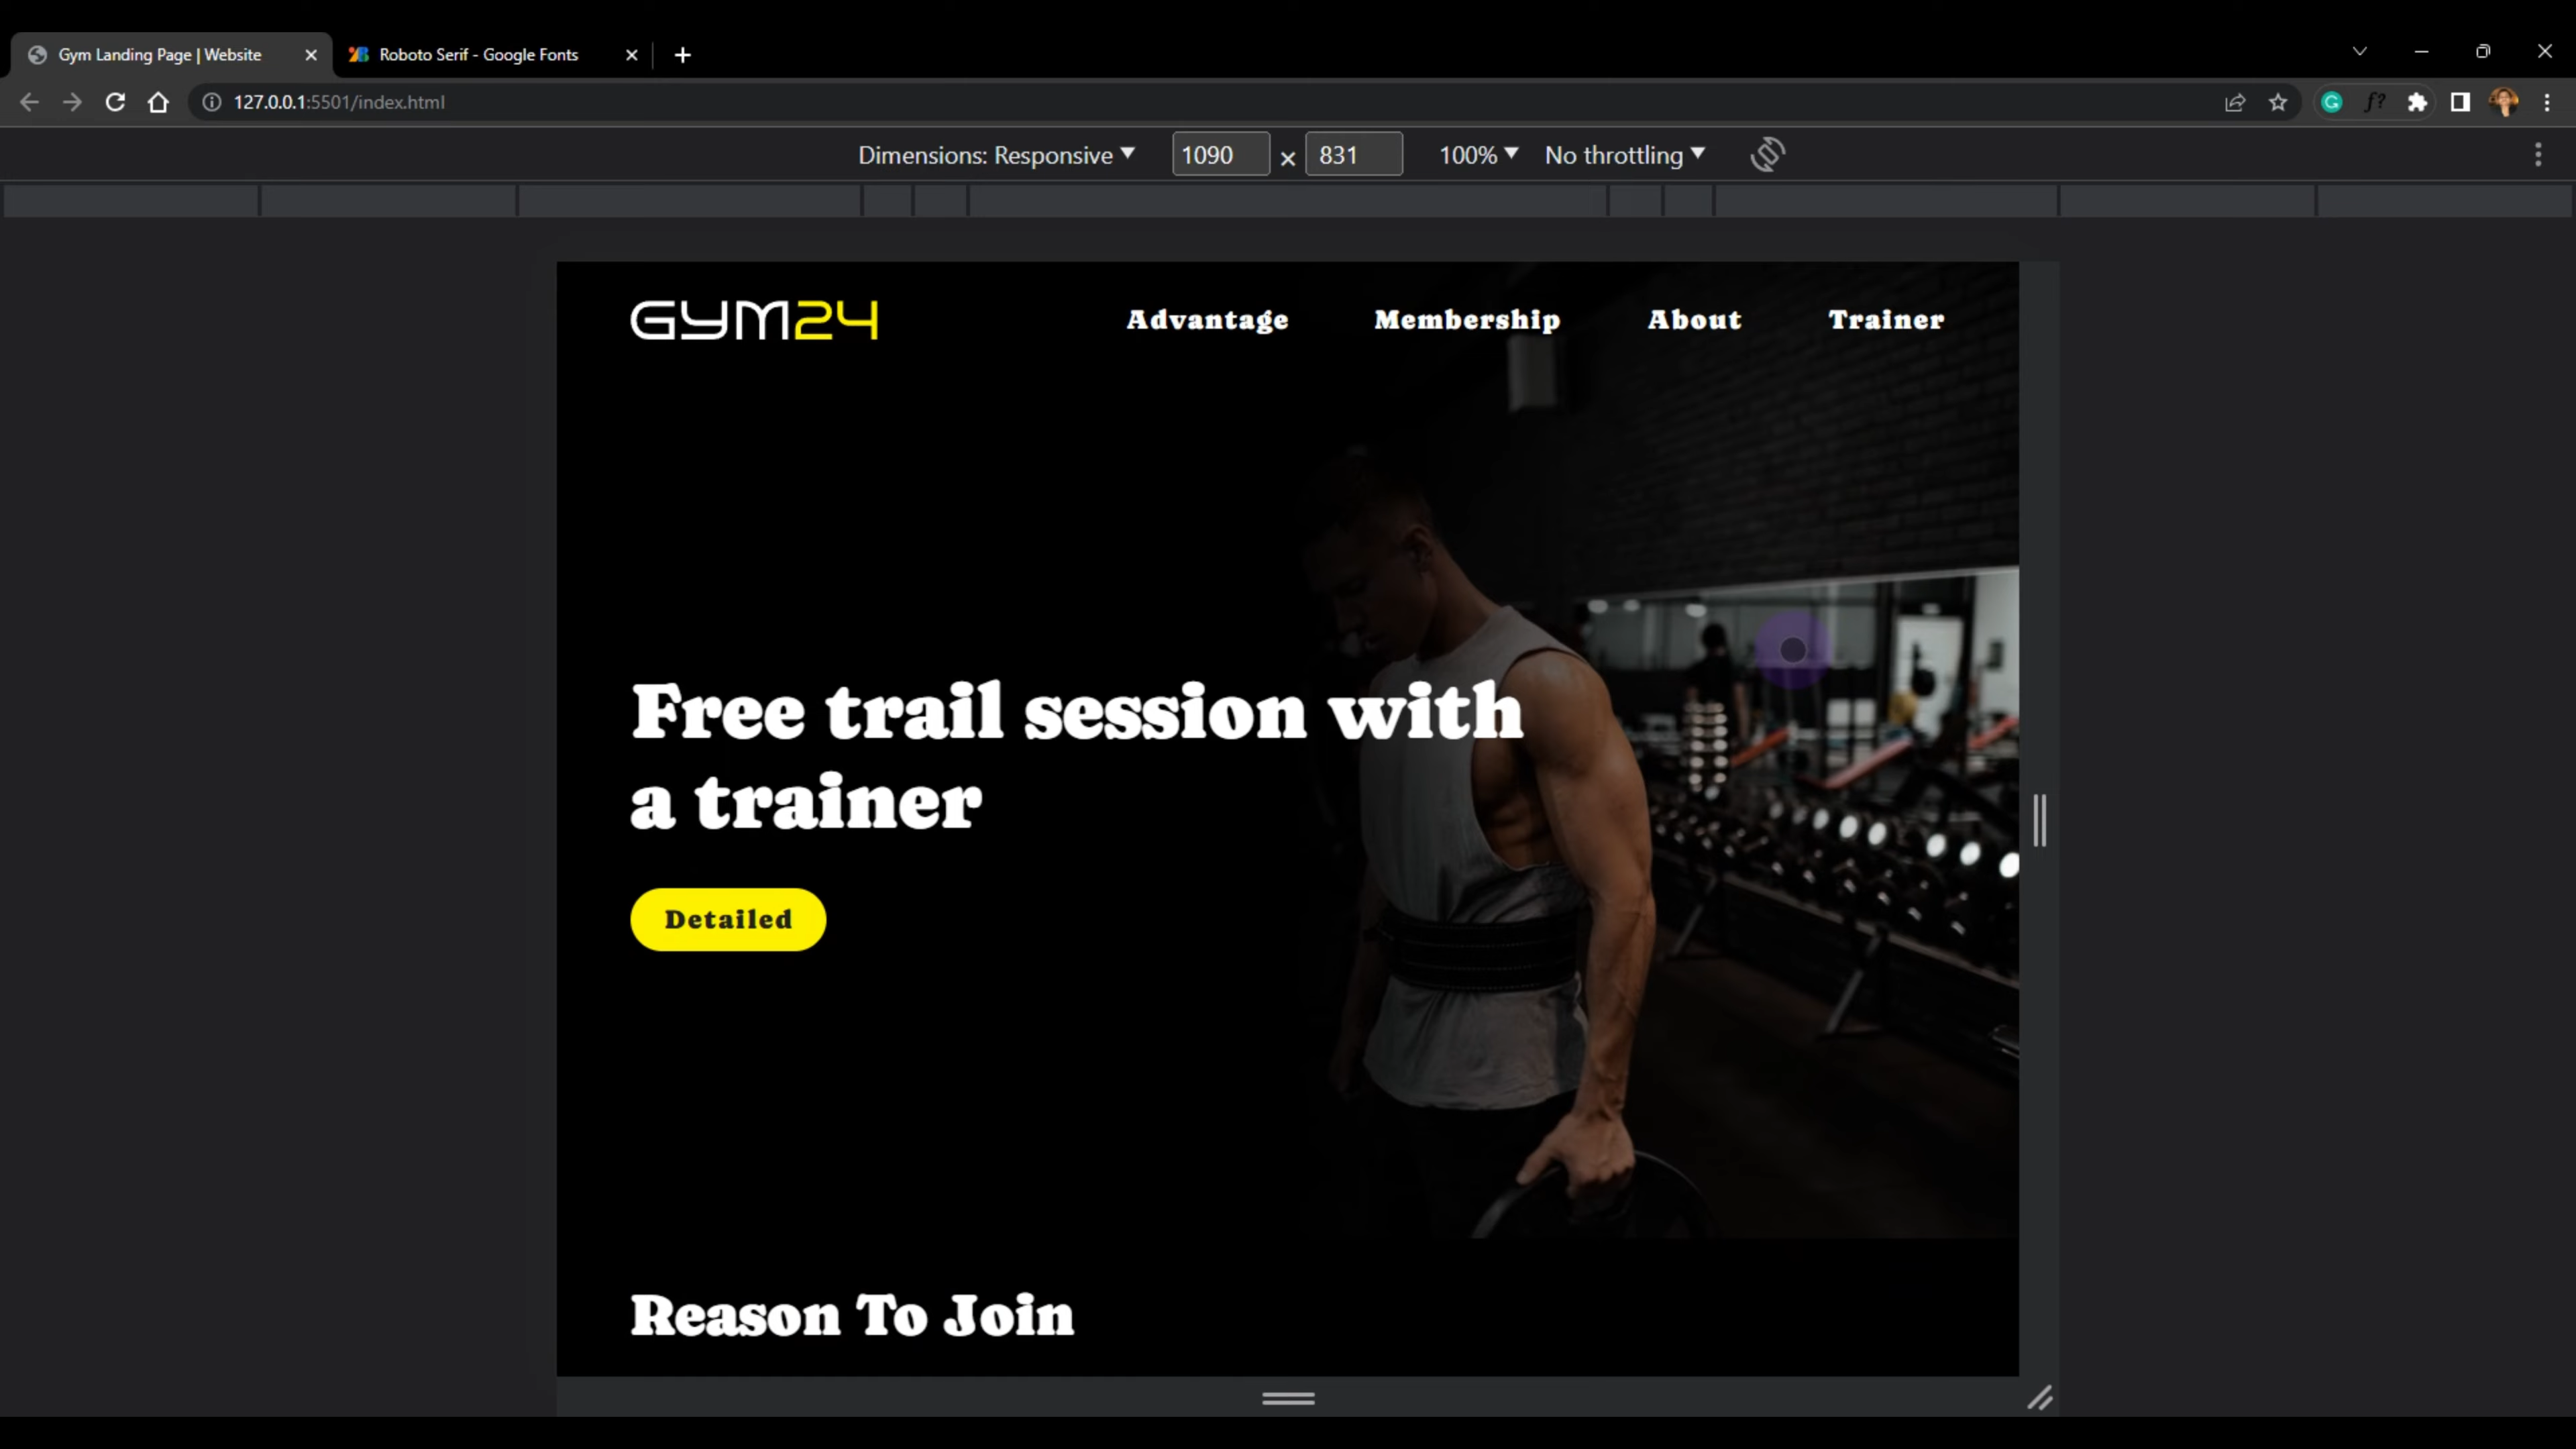 Gym Landing Page | Website
Roboto Serif - Google Fonts
127.0.0.1:5501/index.html
f?
Dimensions: Responsive 1090 × 831 100% No throttling
GYM24
Advantage Membership About Trainer
Free trail session with
a trainer
Detailed
Reason To Join